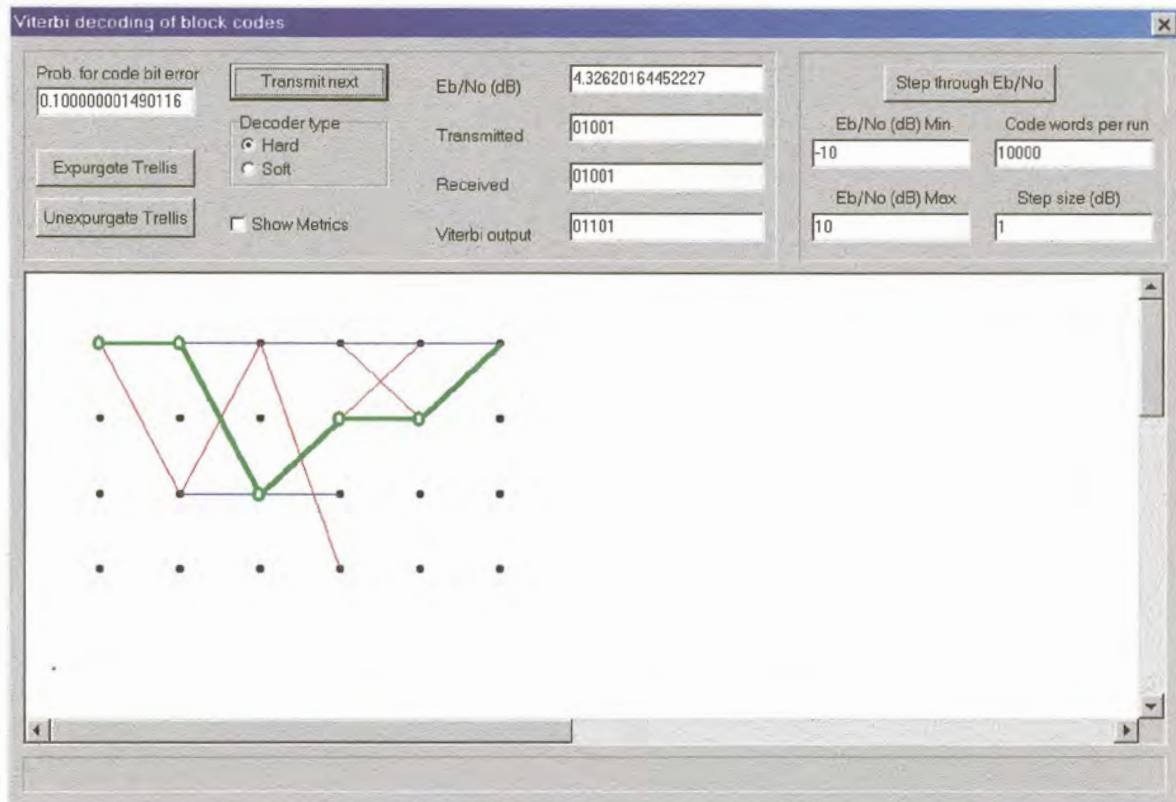 Viterbi decoding of block codes
Prob. for code bit error
0.100000001490116
Expurgate Trellis
Unexpurgate Trellis
Transmit next
Decoder type
Hard
Soft
Show Metrics
Eb/No (dB)
4.32620164452227
Transmitted
01001
Received
01001
Viterbi output
01101
Step through Eb/No
Eb/No (dB) Min
Code words per run
-10
10000
Eb/No (dB) Max
Step size (dB)
10
1